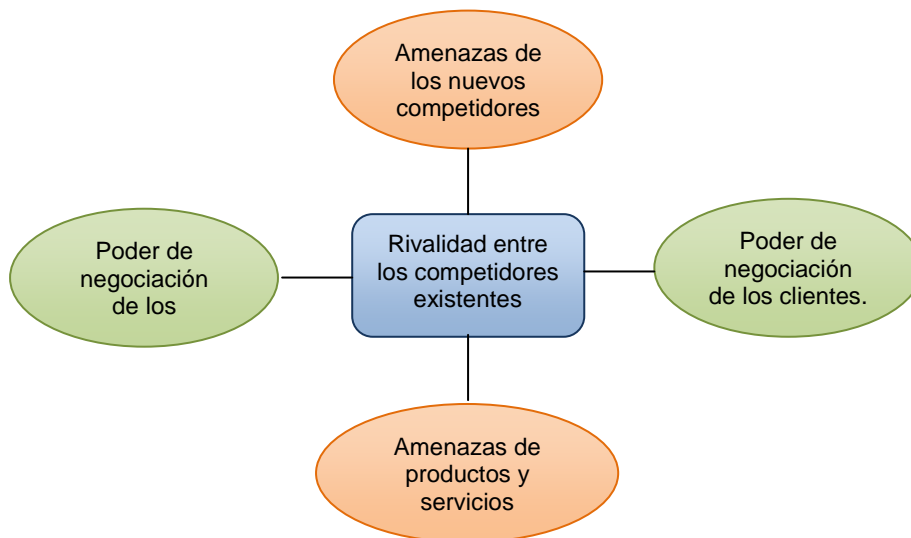 Amenazas de
los nuevos
competidores
Poder de
negociación
de los
Rivalidad entre
los competidores
existentes
Poder de
negociación
de los clientes.
Amenazas de
productos y
servicios